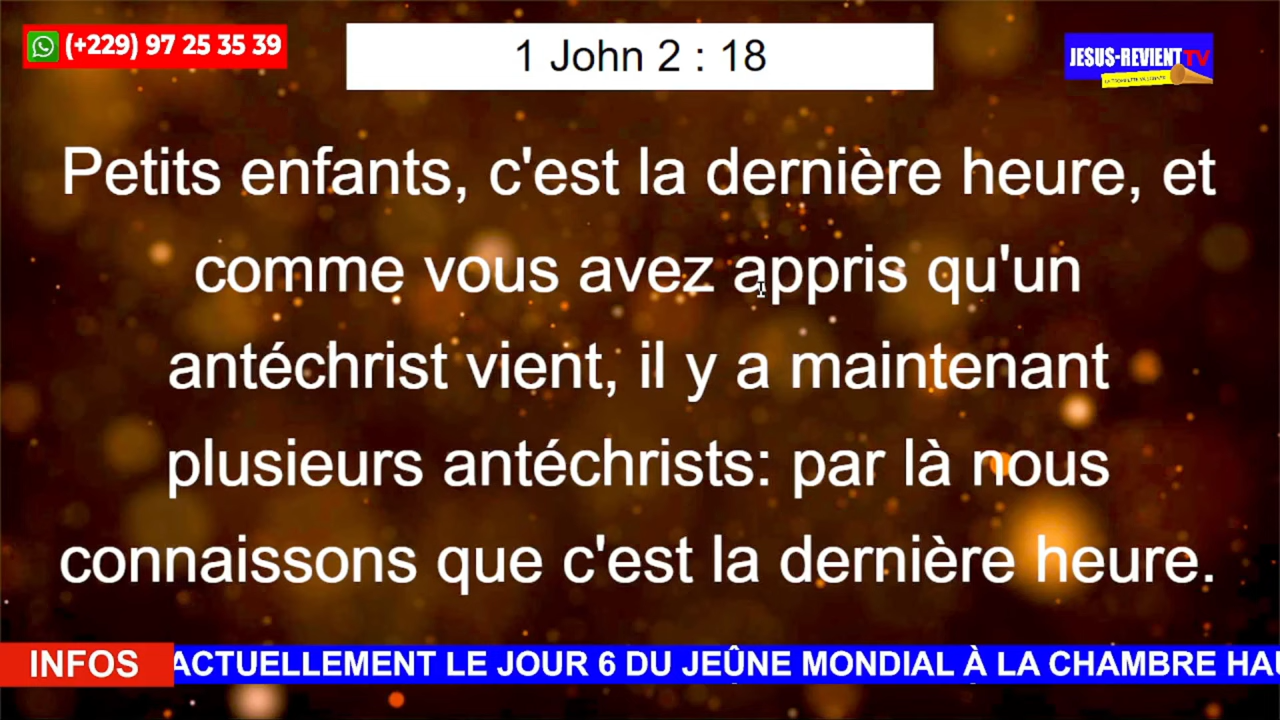 (+229) 97 25 35 39
1 John 2 : 18
JESUS-REVIENT TV
Petits enfants, c'est la dernière heure, et
comme vous avez appris qu'un
antéchrist vient, il y a maintenant
plusieurs antéchrists: par là nous
connaissons que c'est la dernière heure.
INFOS
ACTUELLEMENT LE JOUR 6 DU JEÛNE MONDIAL À LA CHAMBRE